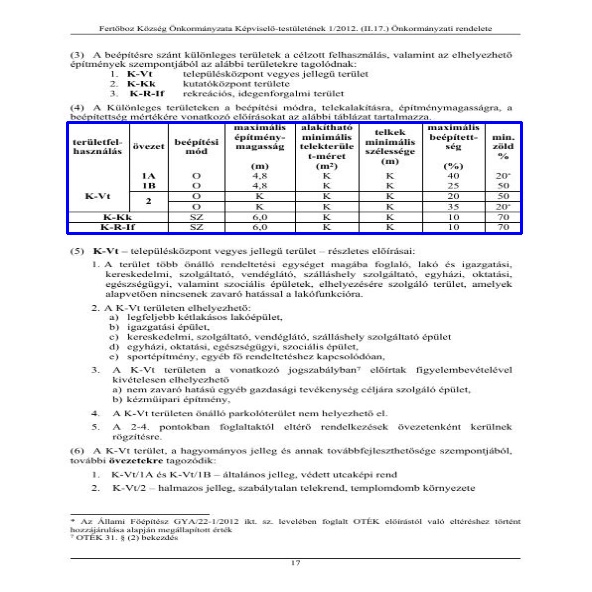 Fertőboz Község Önkormányzata Képviselő-testületének 1/2012. (II.17.) Önkormányzati rendelete
(3) A beépítésre szánt különleges területek a célzott felhasználás, valamint az elhelyezhető
építmények szempontjából az alábbi területekre tagolódnak:
1. K-Vt településközpont vegyes jellegű terület
2. K-Kk kutatóközpont területe
3. K-R-If rekreációs, idegenforgalmi terület
(4) A Különleges területeken a beépítési módra, telekalakításra, építménymagasságra, a
beépítettség mértékére vonatkozó előírásokat az alábbi táblázat tartalmazza.
területfel-használás övezet beépítési mód maximális építmény-magasság (m) alakítható minimális telekterüle t-méret (m²) telkek minimális szélessége (m) maximális beépített-ség (%) min. zöld %
K-Vt 1A O 4,8 K K 40 20*
1B O 4,8 K K 25 50
2 O K K K 20 50
O K K K 35 20*
K-Kk SZ 6,0 K K 10 70
K-R-If SZ 6,0 K K 10 70
(5) K-Vt – településközpont vegyes jellegű terület – részletes előírásai:
1. A terület több önálló rendeltetési egységet magába foglaló, lakó és igazgatási,
kereskedelmi, szolgáltató, vendéglátó, szálláshely szolgáltató, egyházi, oktatási,
egészségügyi, valamint szociális épületek, elhelyezésére szolgáló terület, amelyek
alapvetően nincsenek zavaró hatással a lakófunkcióra.
2. A K-Vt területen elhelyezhető:
a) legfeljebb kétlakásos lakóépület,
b) igazgatási épület,
c) kereskedelmi, szolgáltató, vendéglátó, szálláshely szolgáltató épület
d) egyházi, oktatási, egészségügyi, szociális épület,
e) sportépítmény, egyéb fő rendeltetéshez kapcsolódóan,
3. A K-Vt területen a vonatkozó jogszabályban⁷ előírtak figyelembevételével
kivételesen elhelyezhető
a) nem zavaró hatású egyéb gazdasági tevékenység céljára szolgáló épület,
b) kézműipari építmény,
4. A K-Vt területen önálló parkolóterület nem helyezhető el.
5. A 2-4. pontokban foglaltaktól eltérő rendelkezések övezetenként kerülnek
rögzítésre.
(6) A K-Vt terület, a hagyományos jelleg és annak továbbfejleszthetősége szempontjából,
további övezetekre tagozódik:
1. K-Vt/1A és K-Vt/1B – általános jelleg, védett utcaképi rend
2. K-Vt/2 – halmazos jelleg, szabálytalan telekrend, templomdomb környezete
* Az Állami Főépítész GYA/22-1/2012 ikt. sz. levelében foglalt OTÉK előírástól való eltéréshez történt
hozzájárulása alapján megállapított érték
⁷ OTÉK 31. § (2) bekezdés
17